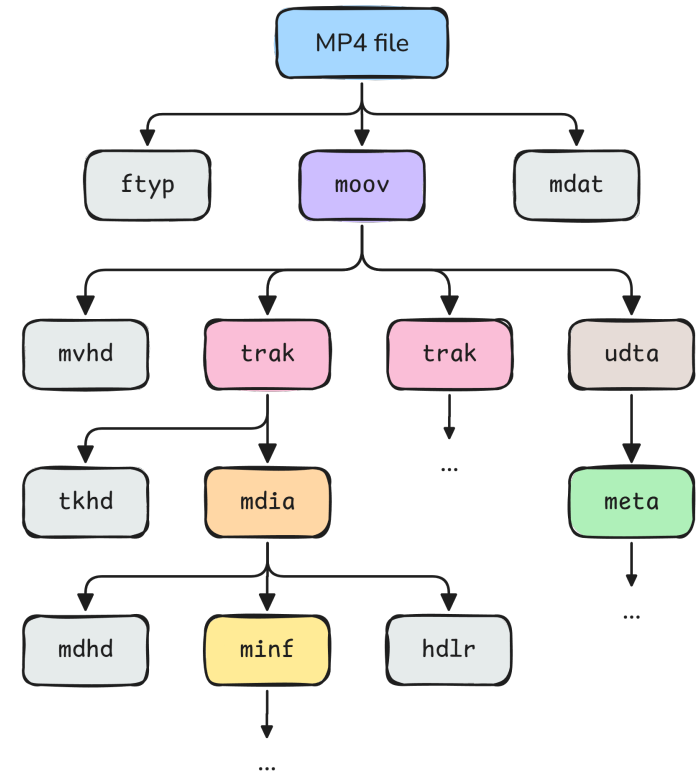 MP4 file
ftyp
moov
mdat
mvhd
trak
trak
udta
...
tkhd
mdia
meta
...
mdhd
minf
hdlr
...